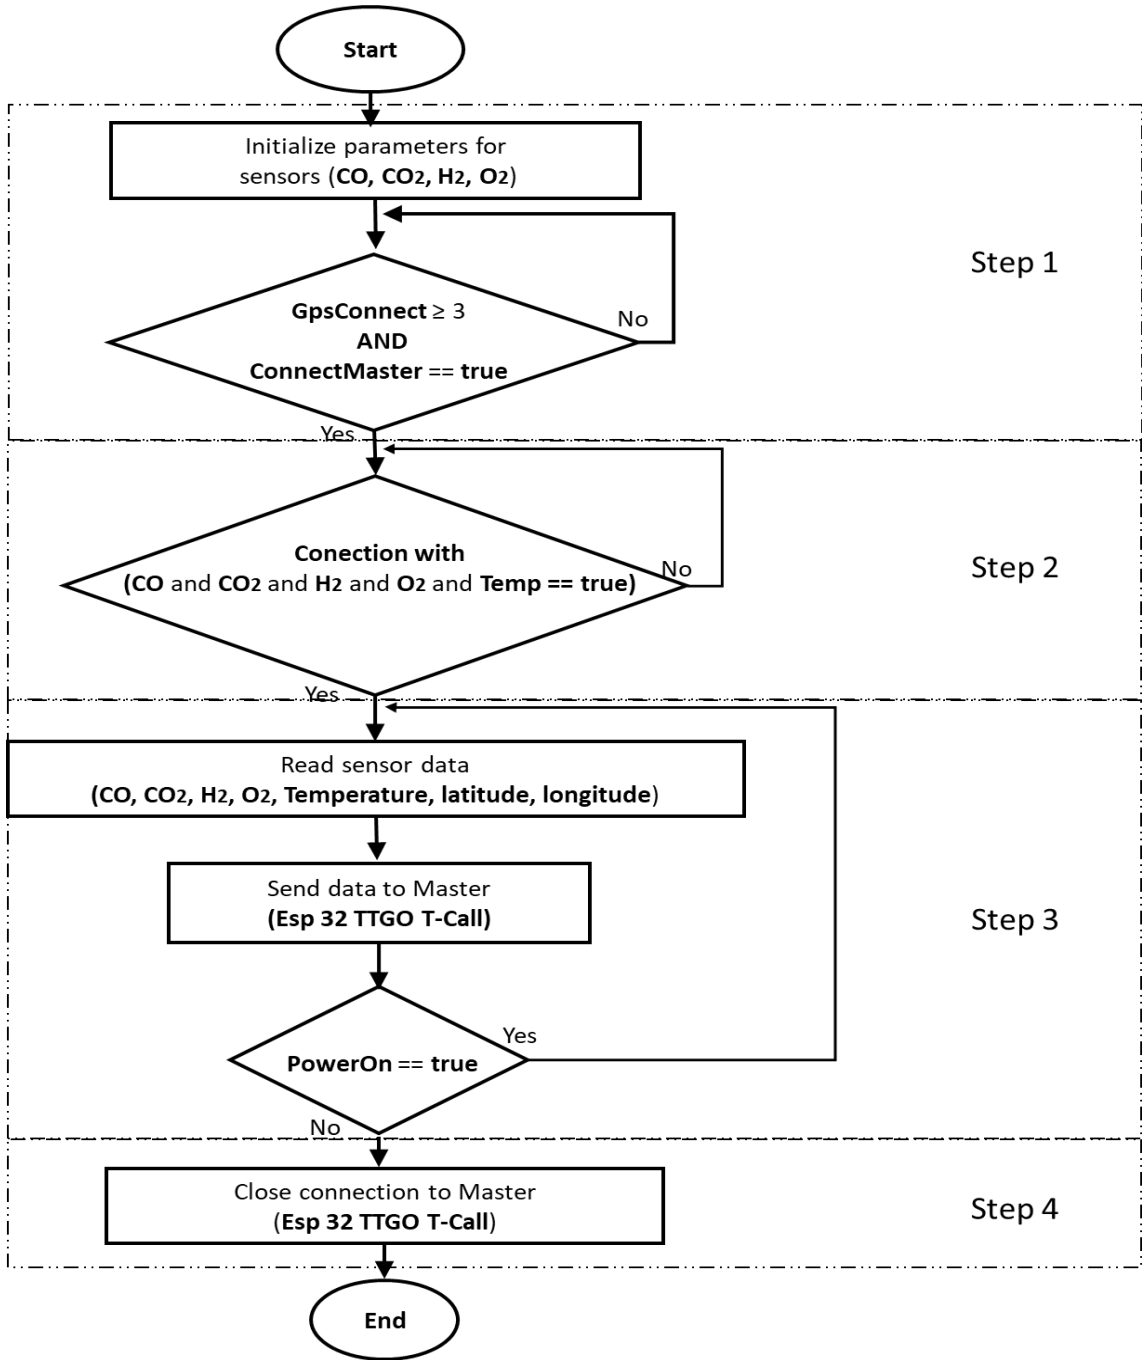 Start
Initialize parameters for
sensors (CO, CO2, H2, O2)
Step 1
GpsConnect ≥ 3
AND
ConnectMaster == true
No
Yes
Conection with
(CO and CO2 and H2 and O2 and Temp == true)
No
Step 2
Yes
Read sensor data
(CO, CO2, H2, O2, Temperature, latitude, longitude)
Send data to Master
(Esp 32 TTGO T-Call)
Step 3
PowerOn == true
Yes
No
Close connection to Master
(Esp 32 TTGO T-Call)
Step 4
End